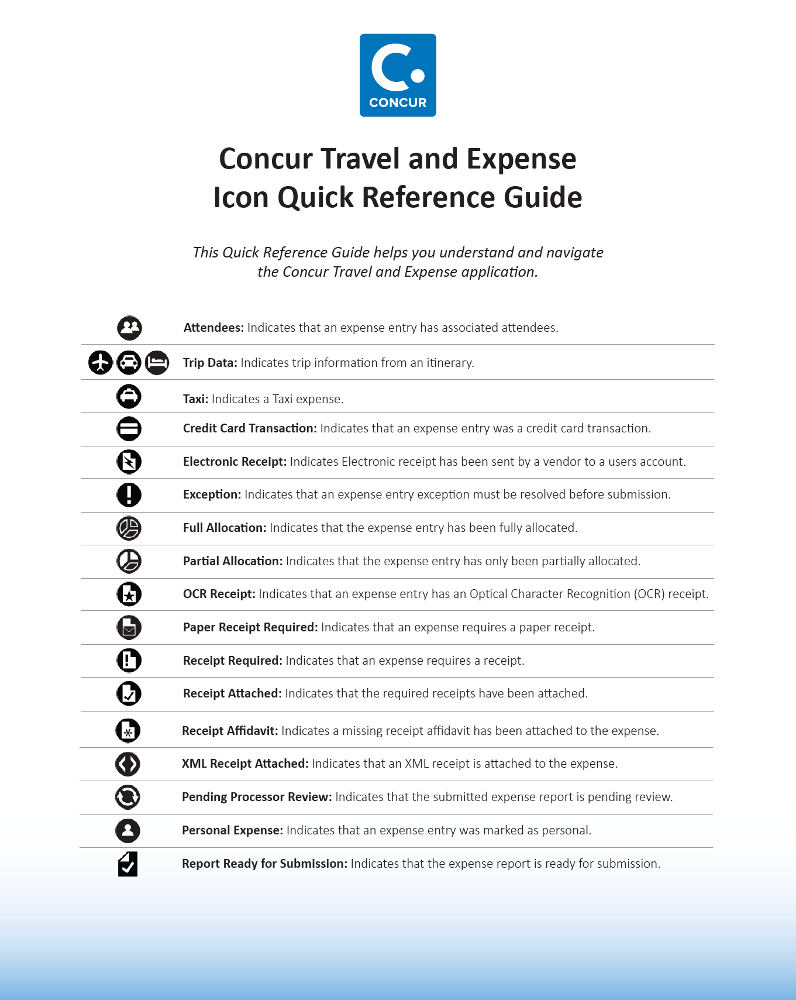 C.
CONCUR
Concur Travel and Expense
Icon Quick Reference Guide
This Quick Reference Guide helps you understand and navigate
the Concur Travel and Expense application.
Attendees: Indicates that an expense entry has associated attendees.
Trip Data: Indicates trip information from an itinerary.
Taxi: Indicates a Taxi expense.
Credit Card Transaction: Indicates that an expense entry was a credit card transaction.
Electronic Receipt: Indicates Electronic receipt has been sent by a vendor to a users account.
Exception: Indicates that an expense entry exception must be resolved before submission.
Full Allocation: Indicates that the expense entry has been fully allocated.
Partial Allocation: Indicates that the expense entry has only been partially allocated.
OCR Receipt: Indicates that an expense entry has an Optical Character Recognition (OCR) receipt.
Paper Receipt Required: Indicates that an expense requires a paper receipt.
Receipt Required: Indicates that an expense requires a receipt.
Receipt Attached: Indicates that the required receipts have been attached.
Receipt Affidavit: Indicates a missing receipt affidavit has been attached to the expense.
XML Receipt Attached: Indicates that an XML receipt is attached to the expense.
Pending Processor Review: Indicates that the submitted expense report is pending review.
Personal Expense: Indicates that an expense entry was marked as personal.
Report Ready for Submission: Indicates that the expense report is ready for submission.